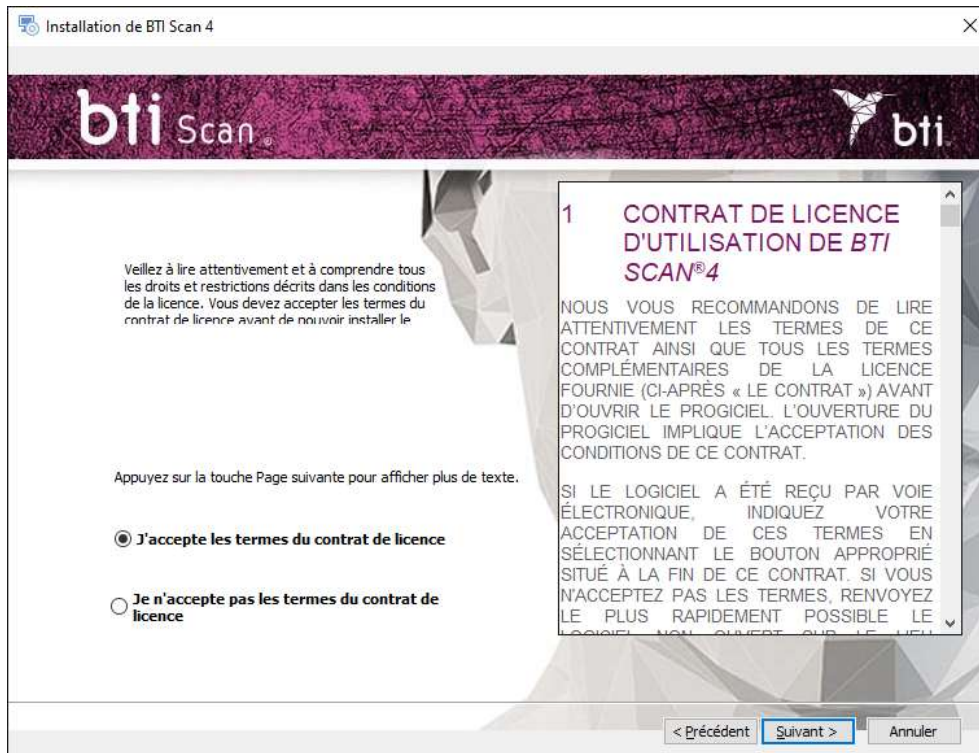 Installation de BTI Scan 4
bti Scan®
bti
Veillez à lire attentivement et à comprendre tous
les droits et restrictions décrits dans les conditions
de la licence. Vous devez accepter les termes du
contrat de licence avant de pouvoir installer le
Appuyez sur la touche Page suivante pour afficher plus de texte.
J'accepte les termes du contrat de licence
Je n'accepte pas les termes du contrat de
licence
1 CONTRAT DE LICENCE
D'UTILISATION DE BTI
SCAN®4
NOUS VOUS RECOMMANDONS DE LIRE
ATTENTIVEMENT LES TERMES DE CE
CONTRAT AINSI QUE TOUS LES TERMES
COMPLÉMENTAIRES DE LA LICENCE
FOURNIE (CI-APRÈS « LE CONTRAT ») AVANT
D'OUVRIR LE PROGICIEL. L'OUVERTURE DU
PROGICIEL IMPLIQUE L'ACCEPTATION DES
CONDITIONS DE CE CONTRAT.
SI LE LOGICIEL A ÉTÉ REÇU PAR VOIE
ÉLECTRONIQUE, INDIQUEZ VOTRE
ACCEPTATION DE CES TERMES EN
SÉLECTIONNANT LE BOUTON APPROPRIÉ
SITUÉ À LA FIN DE CE CONTRAT. SI VOUS
N'ACCEPTEZ PAS LES TERMES, RENVOYEZ
LE PLUS RAPIDEMENT POSSIBLE LE
LOGICIEL NON OUVERT SUR LE LIEU
< Précédent
Suivant >
Annuler